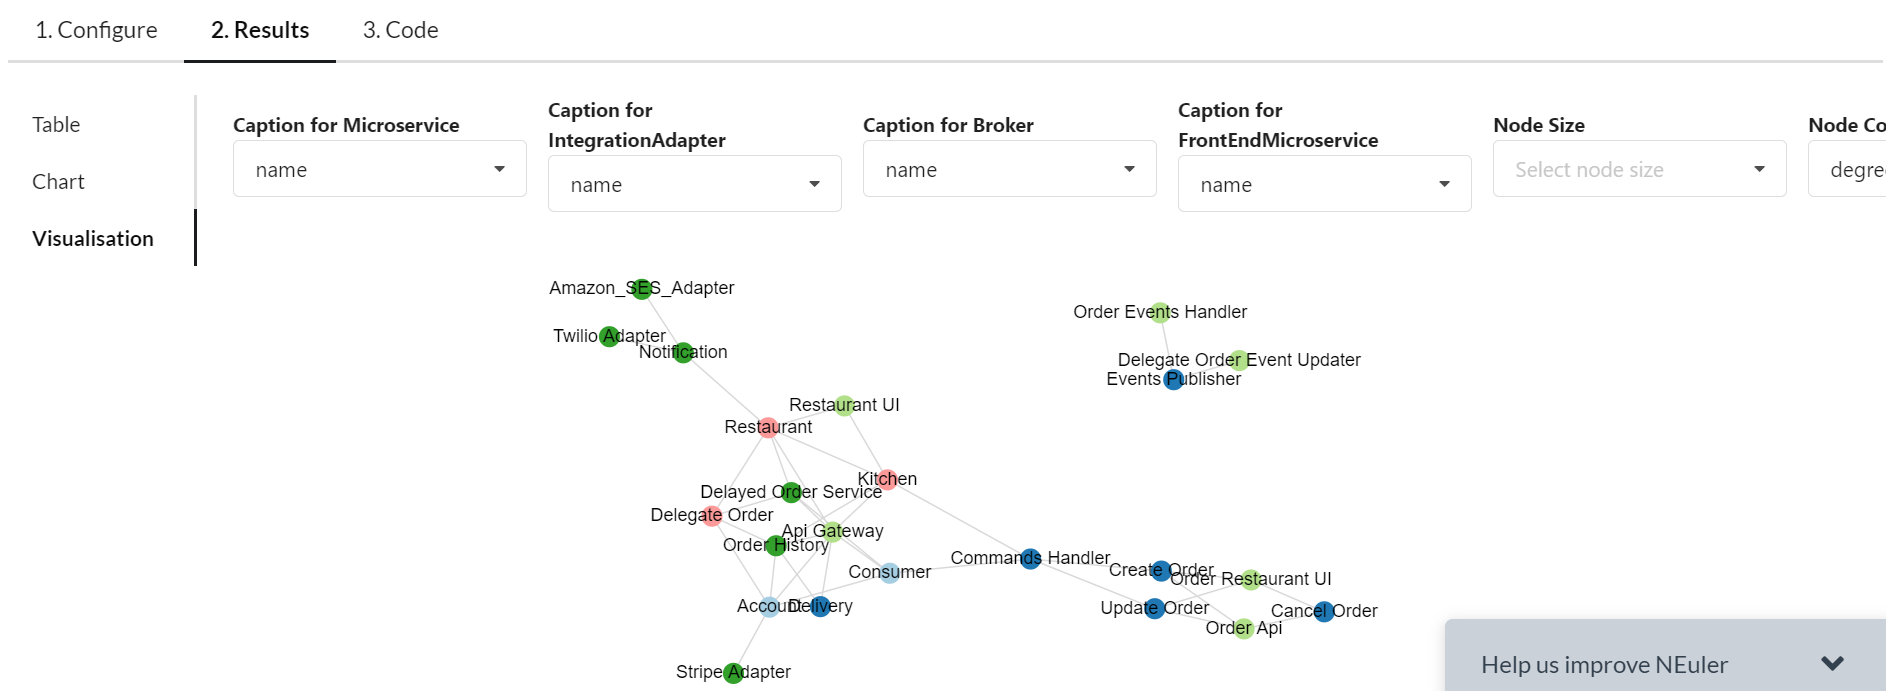 1. Configure
2. Results
3. Code
Table
Chart
Visualisation
Caption for Microservice
name
Caption for
IntegrationAdapter
name
Caption for Broker
name
Caption for
FrontEndMicroservice
name
Node Size
Select node size
Node Co
degre
Amazon_SES_Adapter
Twilio Adapter
Notification
Order Events Handler
Delegate Order Event Updater
Events Publisher
Restaurant UI
Restaurant
Kitchen
Delayed Order Service
Delegate Order
Api Gateway
Order History
Consumer
Commands Handler
Create Order
Order Restaurant UI
Account
Delivery
Update Order
Cancel Order
Order Api
Stripe Adapter
Help us improve NEuler